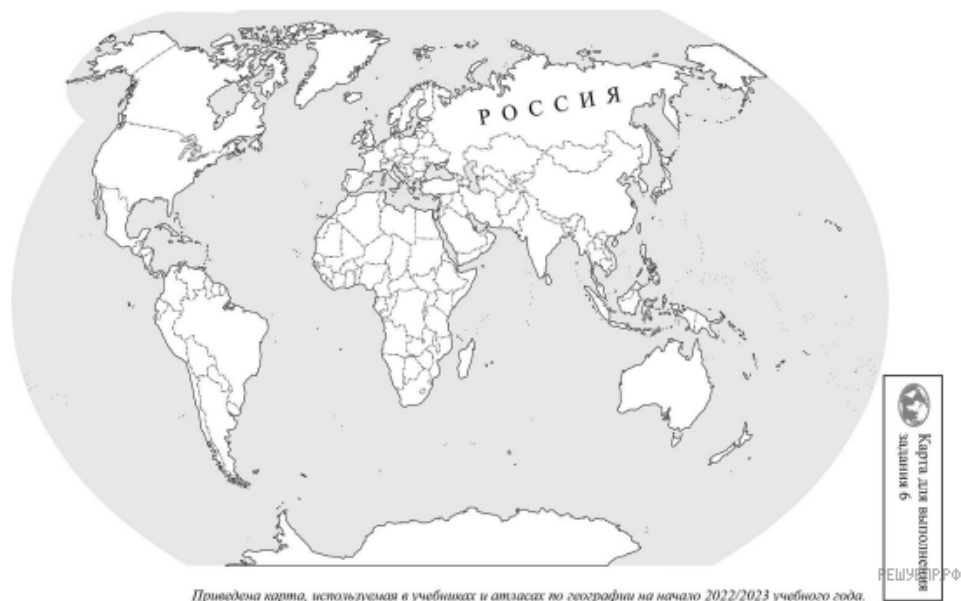 РОССИЯ
Карта для выполнения
задания 6
РЕШУВПР.РФ
Приведена карта, используемая в учебниках и атласах по географии на начало 2022/2023 учебного года.